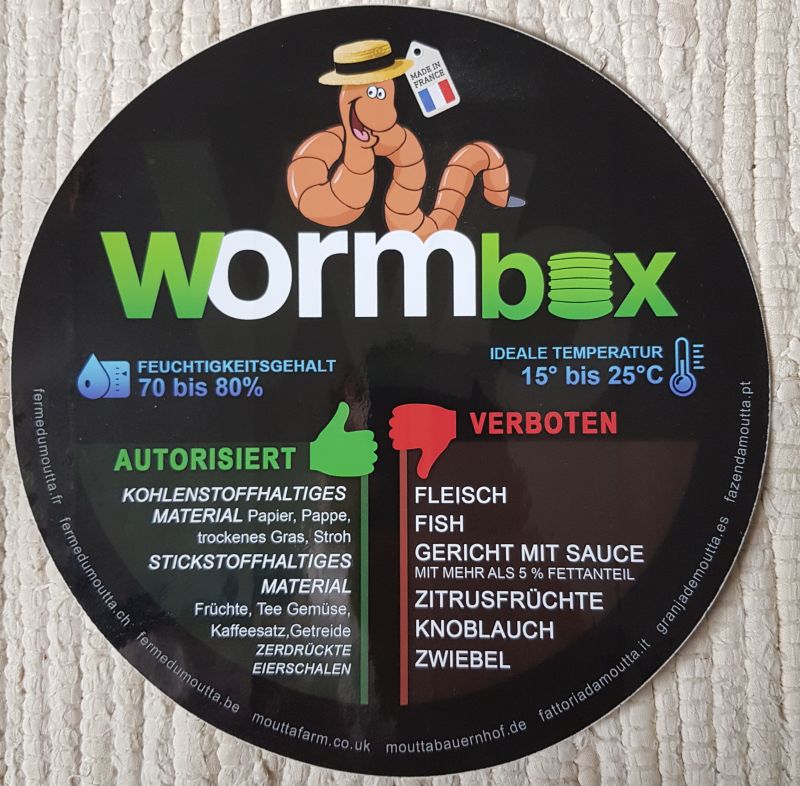 MADE IN
FRANCE
Wormbox
FEUCHTIGKEITSGEHALT
70 bis 80%
IDEALE TEMPERATUR
15° bis 25°C
AUTORISIERT
KOHLENSTOFFHALTIGES
MATERIAL Papier, Pappe,
trockenes Gras, Stroh
STICKSTOFFHALTIGES
MATERIAL
Früchte, Tee Gemüse,
Kaffeesatz,Getreide
ZERDRÜCKTE
EIERSCHALEN
VERBOTEN
FLEISCH
FISH
GERICHT MIT SAUCE
MIT MEHR ALS 5 % FETTANTEIL
ZITRUSFRÜCHTE
KNOBLAUCH
ZWIEBEL
fermedumoutta.fr
fermedumoutta.ch
fermedumoutta.be
mouttafarm.co.uk
mouttabauernhof.de
fattoriadamoutta.it
granjademoutta.es
fazendamoutta.pt